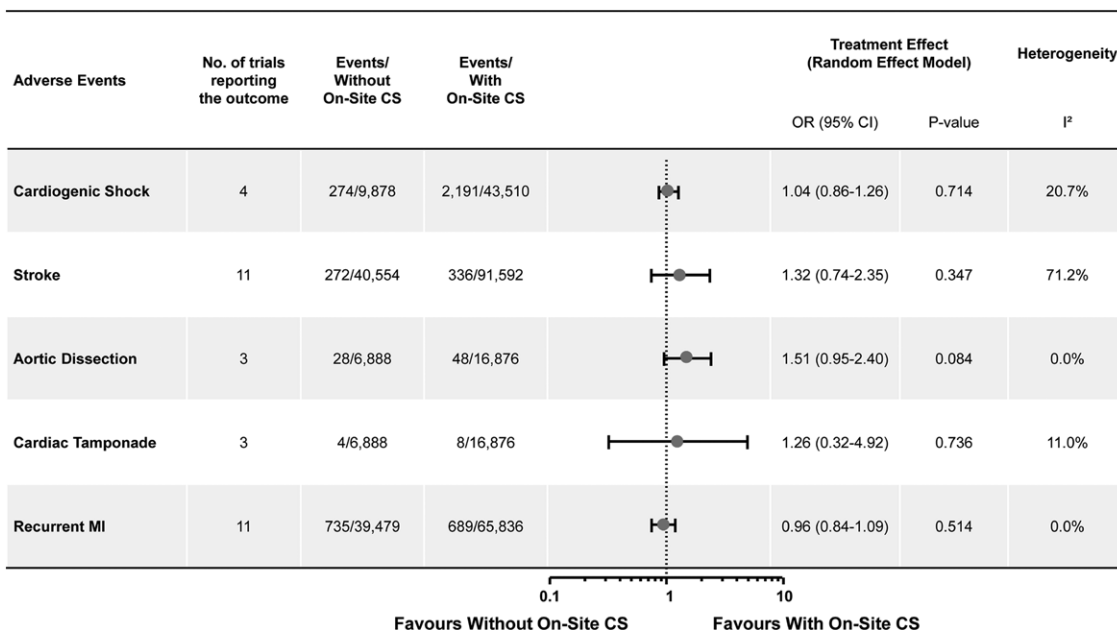 Adverse Events
No. of trials
reporting
the outcome
Events/
Without
On-Site CS
Events/
With
On-Site CS
Treatment Effect
(Random Effect Model)
Heterogeneity
OR (95% CI)
P-value
I²
Cardiogenic Shock 4 274/9,878 2,191/43,510 1.04 (0.86-1.26) 0.714 20.7%
Stroke 11 272/40,554 336/91,592 1.32 (0.74-2.35) 0.347 71.2%
Aortic Dissection 3 28/6,888 48/16,876 1.51 (0.95-2.40) 0.084 0.0%
Cardiac Tamponade 3 4/6,888 8/16,876 1.26 (0.32-4.92) 0.736 11.0%
Recurrent MI 11 735/39,479 689/65,836 0.96 (0.84-1.09) 0.514 0.0%
0.1 1 10
Favours Without On-Site CS Favours With On-Site CS